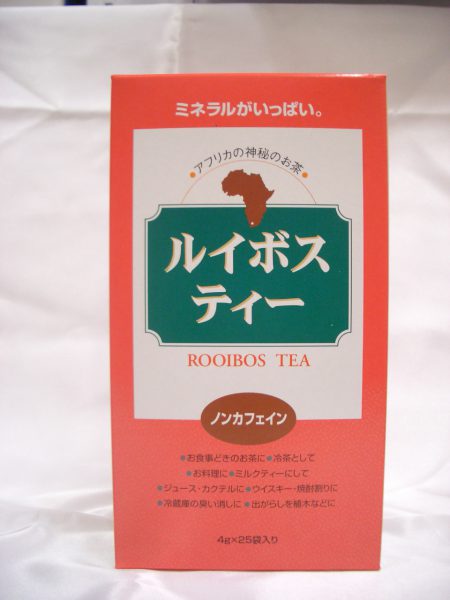 ミネラルがいっぱい。
•アフリカの神秘のお茶•
ルイボス
ティー
ROOIBOS TEA
ノンカフェイン
●お食事どきのお茶に●冷茶として
●お料理に●ミルクティーにして
●ジュース・カクテルに●ウイスキー・焼酎割りに
●冷蔵庫の臭い消しに●出がらしを植木などに
4g×25袋入り